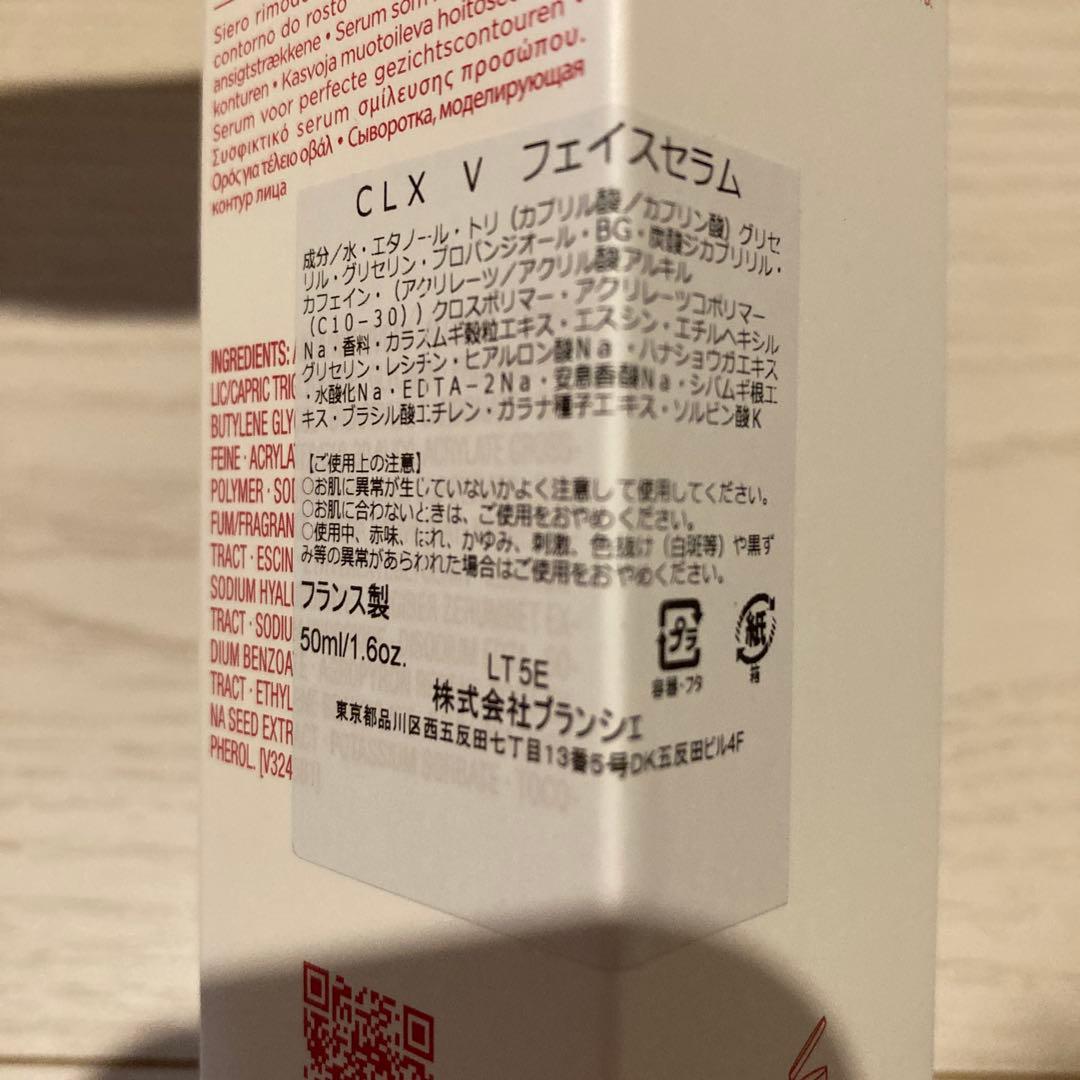 Siero rimode
contorno do rosto
ansigtstrækkene • Serum som
konturen • Kasvoja muotoileva hoitosee
Serum voor perfecte gezichtscontouren
Συσφικτικό serum σμίλευσης προσώπου.
Ορός για τέλειο οβάλ • Сыворотка, моделирующая
контур лица
CLX V フェイスセラム
成分/水・エタノール・トリ(カプリル酸/カプリン酸)グリセ
リル・グリセリン・プロパンジオール・BG・炭酸ジカプリリル・
カフェイン・(アクリレーツ/アクリル酸アルキル
(C10-30))クロスポリマー・アクリレーツコポリマー
Na・香料・カラスムギ穀粒エキス・エスシン・エチルヘキシル
グリセリン・レシチン・ヒアルロン酸Na・ハナショウガエキス
・水酸化Na・EDTA-2Na・安息香酸Na・シバムギ根エ
キス・ブラシル酸エチレン・ガラナ種子エキス・ソルビン酸K
【ご使用上の注意】
○お肌に異常が生じていないかよく注意して使用してください。
○お肌に合わないときは、ご使用をおやめください。
○使用中、赤味、はれ、かゆみ、刺激、色抜け(白斑等)や黒ず
み等の異常があらわれた場合はご使用をおやめください。
フランス製
50ml/1.6oz.
LT5E
株式会社ブランシェ
東京都品川区西五反田七丁目13番5号DK五反田ビル4F
プラ
容器・フタ
紙
箱
INGREDIENTS:
LIC/CAPRIC TRIG
BUTYLENE GLY
FEINE · ACRYLA
POLYMER · SOI
FUM/FRAGRAN
TRACT · ESCIN
SODIUM HYALU
TRACT · SODIU
DIUM BENZOA
TRACT · ETHYL
NA SEED EXTR
PHEROL. [V324